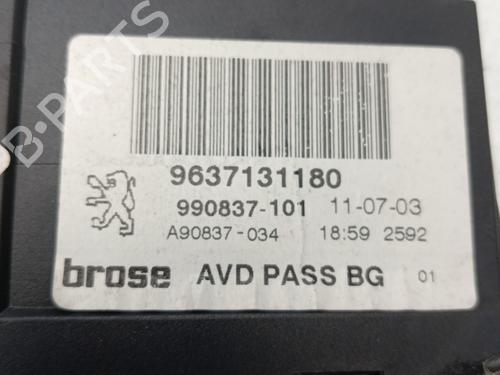 B-PARTS
9637131180
990837-101 11-07-03
A90837-034 18:59 2592
brose AVD PASS BG 01